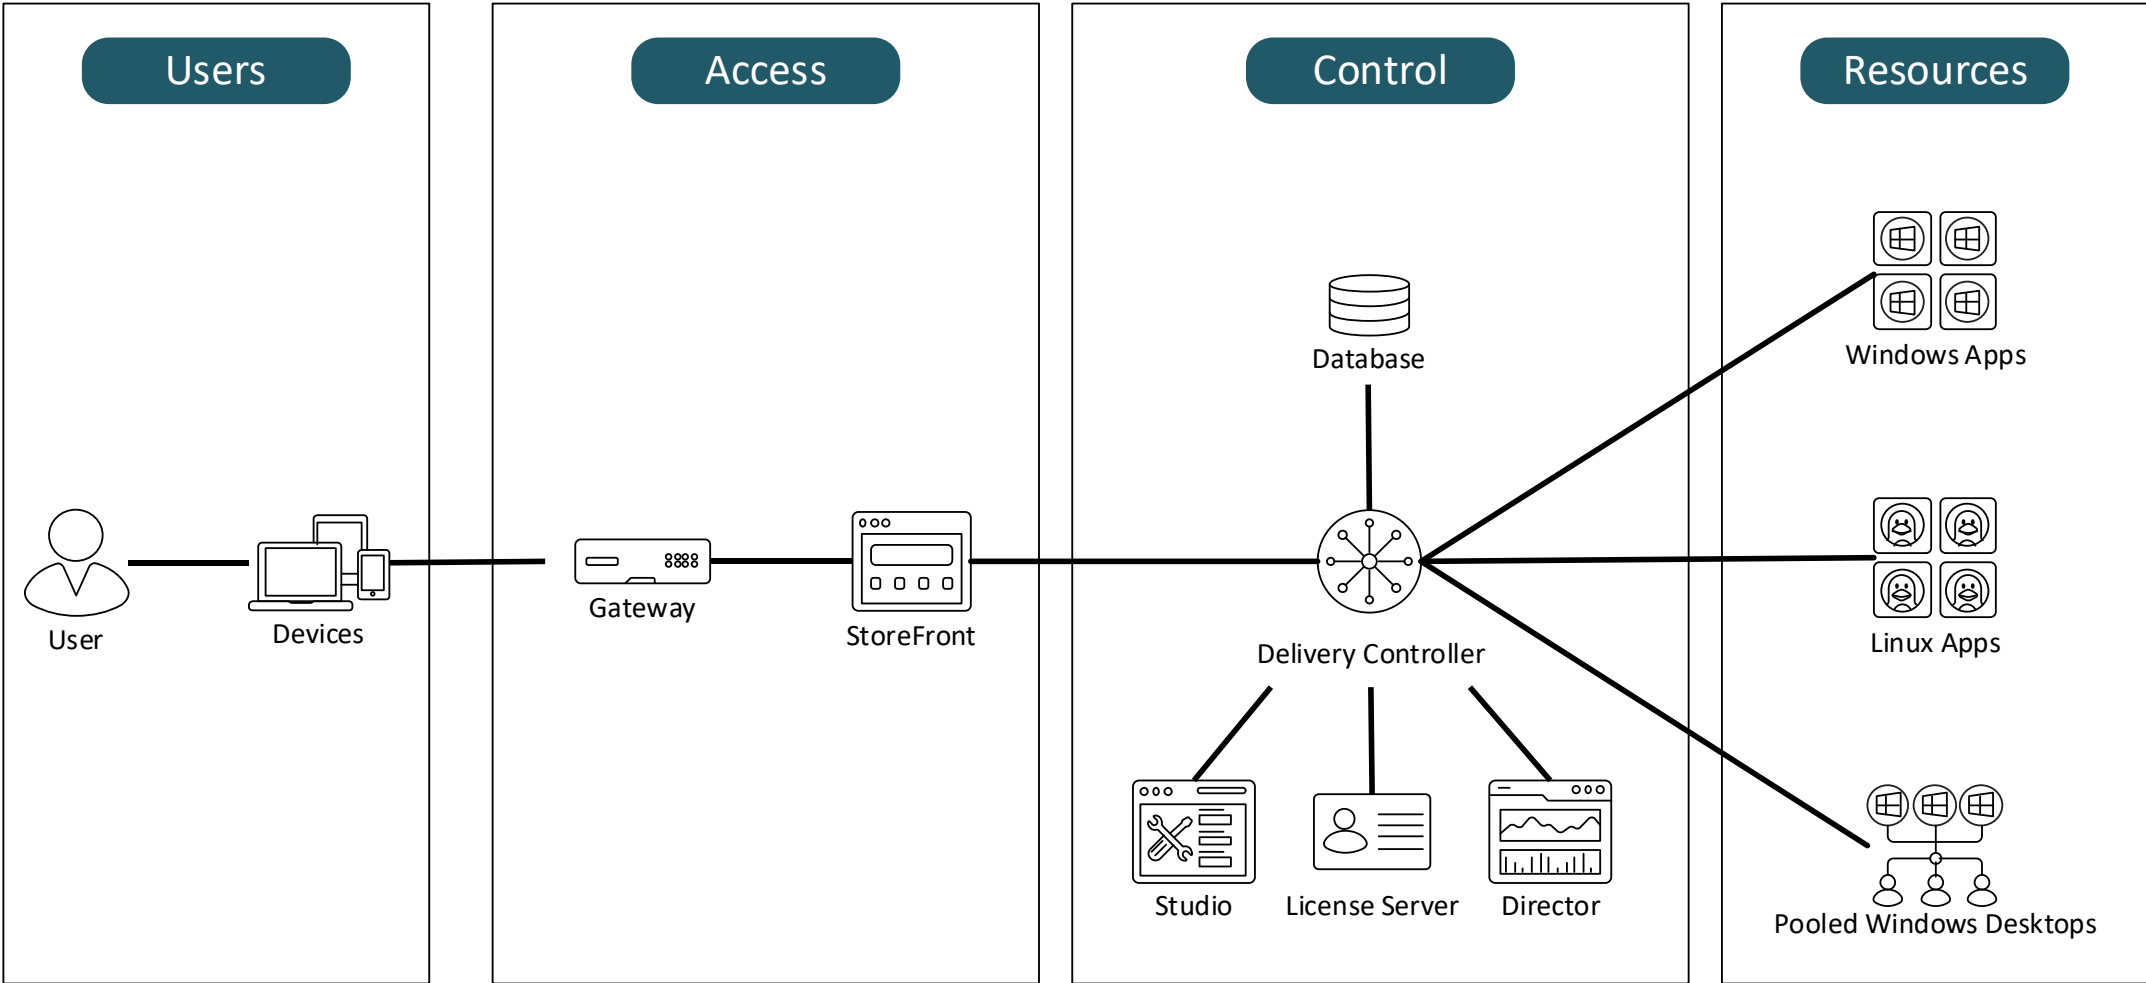 Users
Access
Control
Resources
Database
Windows Apps
User
Devices
Gateway
StoreFront
Delivery Controller
Linux Apps
Studio
License Server
Director
Pooled Windows Desktops